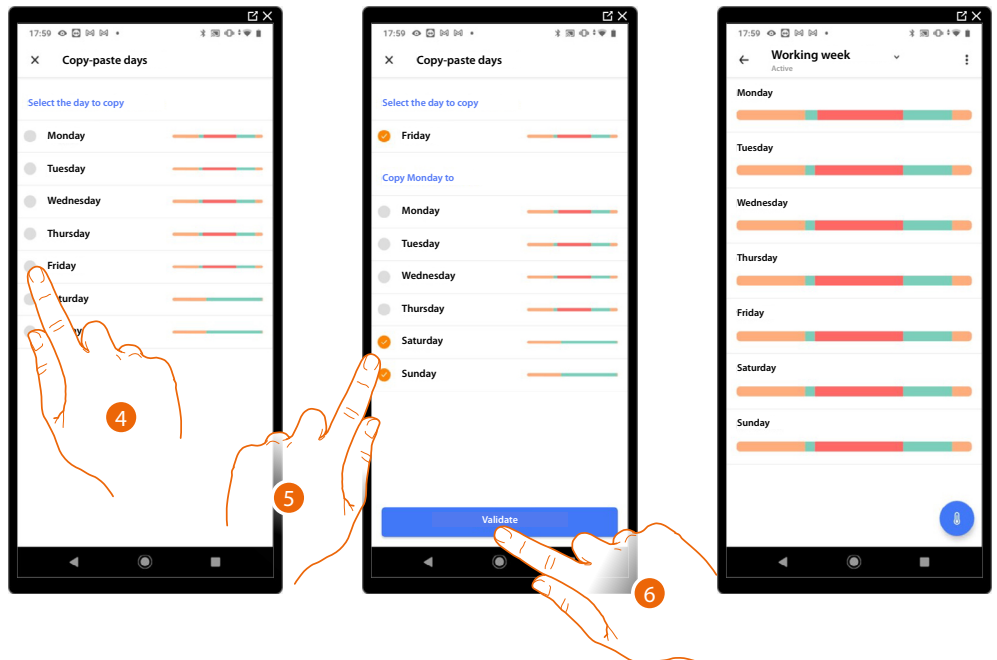 17:59
Copy-paste days
Select the day to copy
Monday
Tuesday
Wednesday
Thursday
Friday
turday
y
4
17:59
Copy-paste days
Select the day to copy
Friday
Copy Monday to
Monday
Tuesday
Wednesday
Thursday
Saturday
Sunday
5
Validate
6
17:59
Working week
Active
Monday
Tuesday
Wednesday
Thursday
Friday
Saturday
Sunday